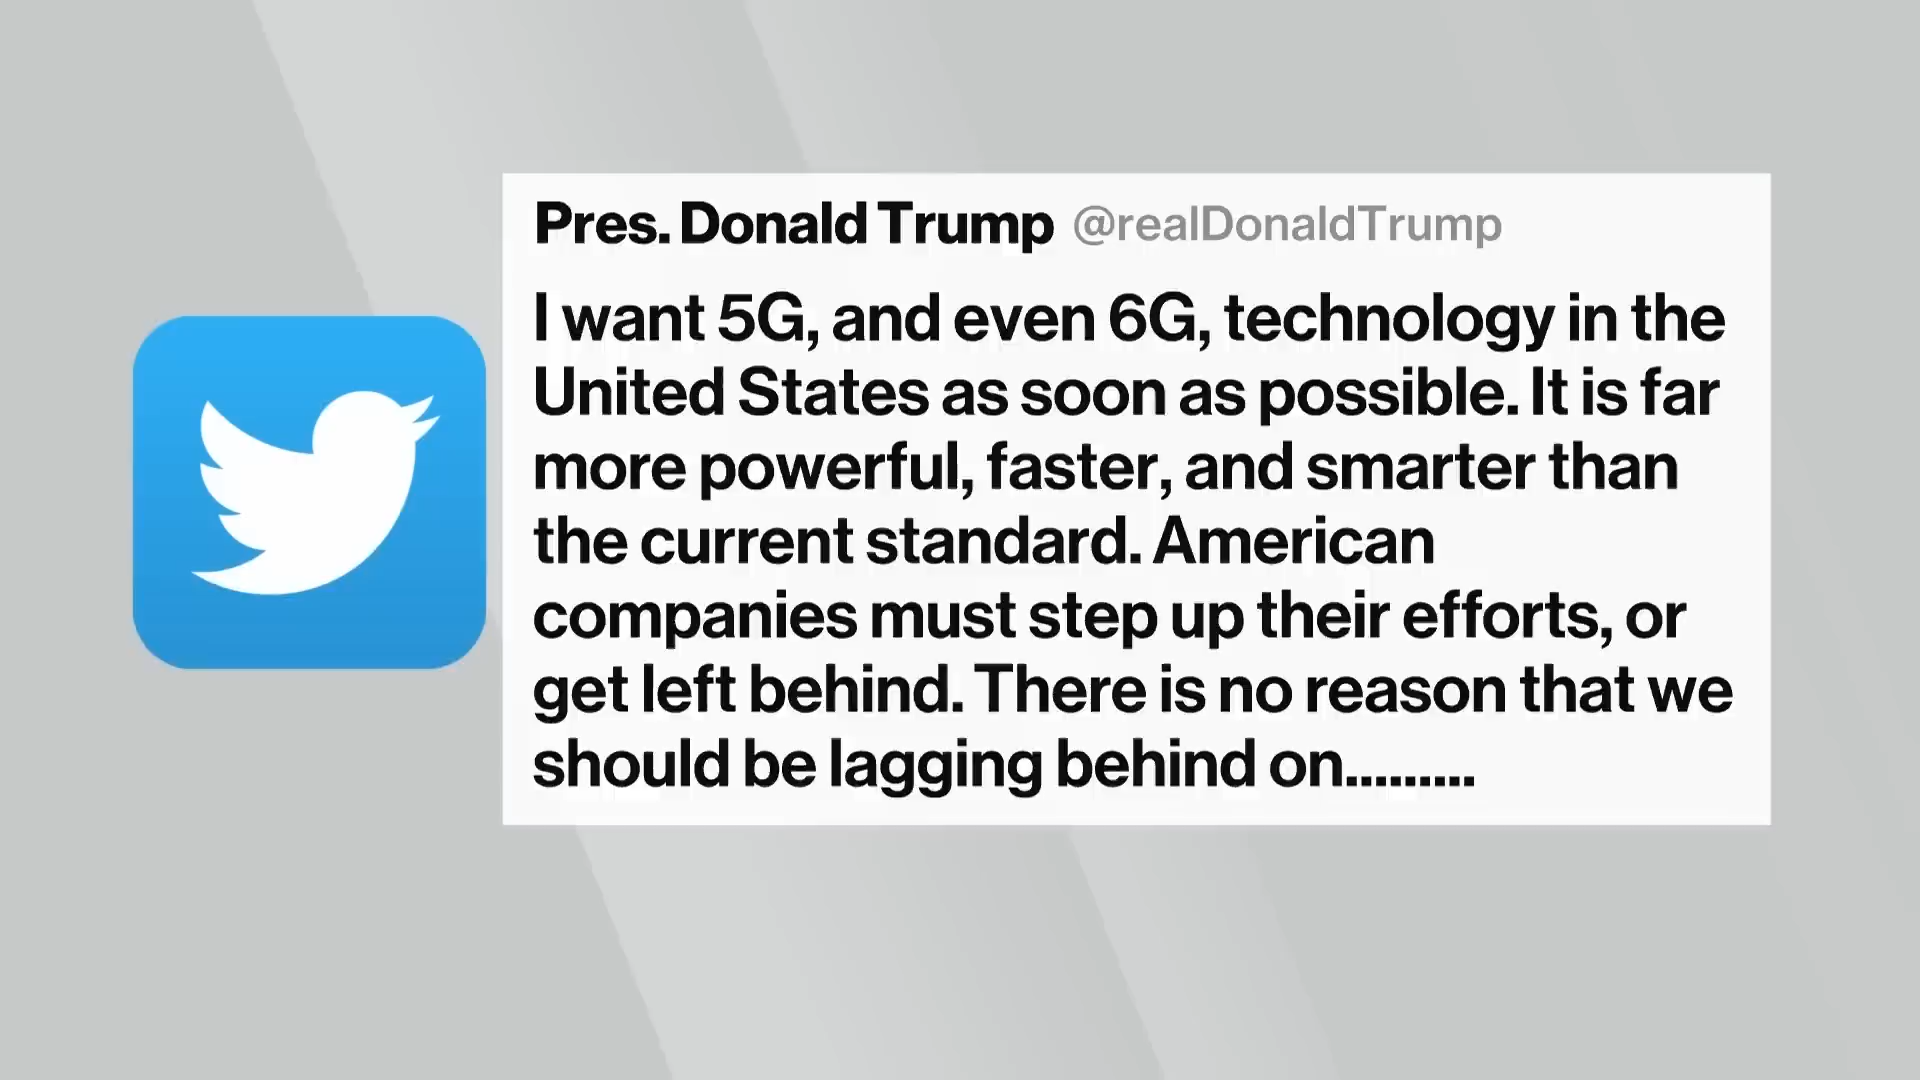 Pres. Donald Trump @realDonaldTrump
I want 5G, and even 6G, technology in the
United States as soon as possible. It is far
more powerful, faster, and smarter than
the current standard. American
companies must step up their efforts, or
get left behind. There is no reason that we
should be lagging behind on.........